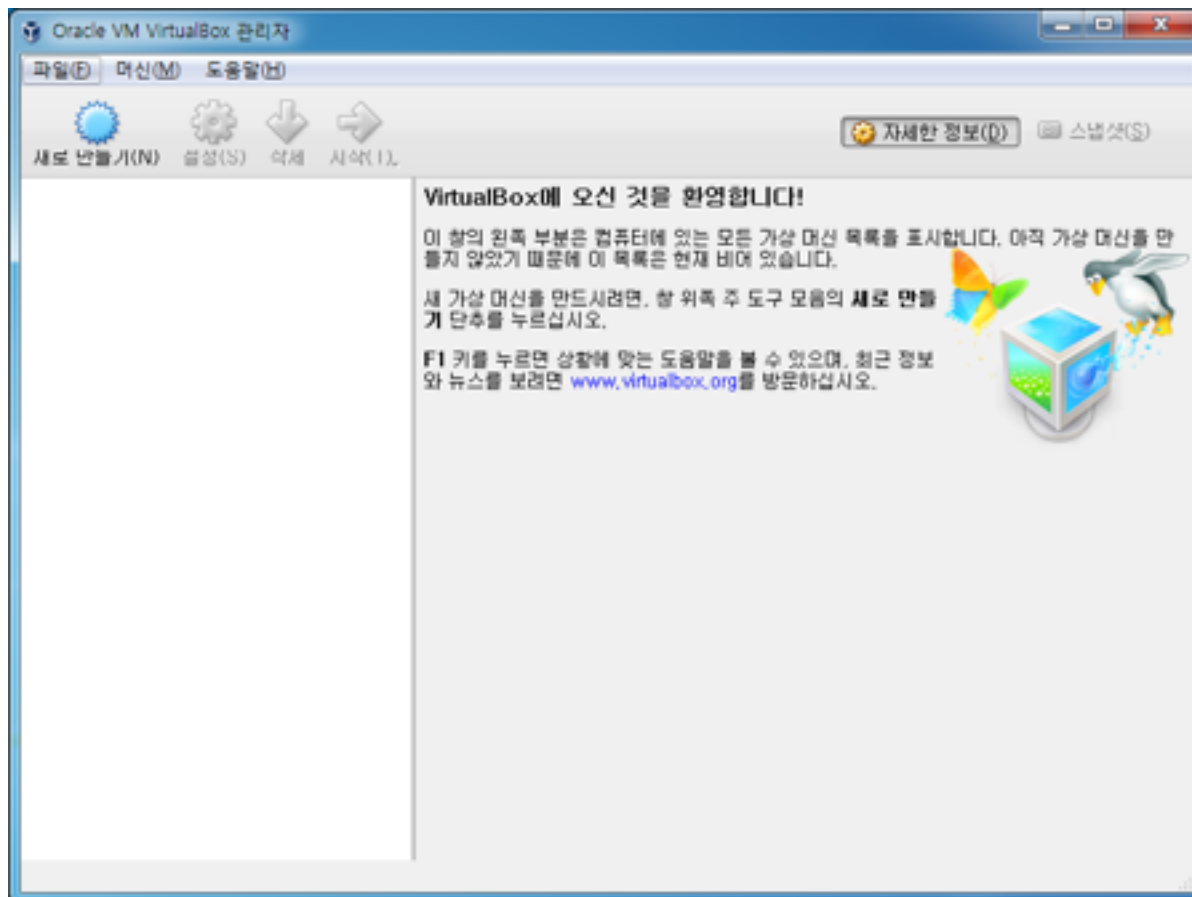 Oracle VM VirtualBox 관리자
파일(F) 머신(M) 도움말(H)
새로 만들기(N) 설정(S) 삭제 시작(T)
자세한 정보(D) 스냅샷(S)
VirtualBox에 오신 것을 환영합니다!
이 창의 왼쪽 부분은 컴퓨터에 있는 모든 가상 머신 목록을 표시합니다. 아직 가상 머신을 만
들지 않았기 때문에 이 목록은 현재 비어 있습니다.
새 가상 머신을 만드시려면, 창 위쪽 주 도구 모음의 새로 만들
기 단추를 누르십시오.
F1 키를 누르면 상황에 맞는 도움말을 볼 수 있으며, 최근 정보
와 뉴스를 보려면 www.virtualbox.org를 방문하십시오.